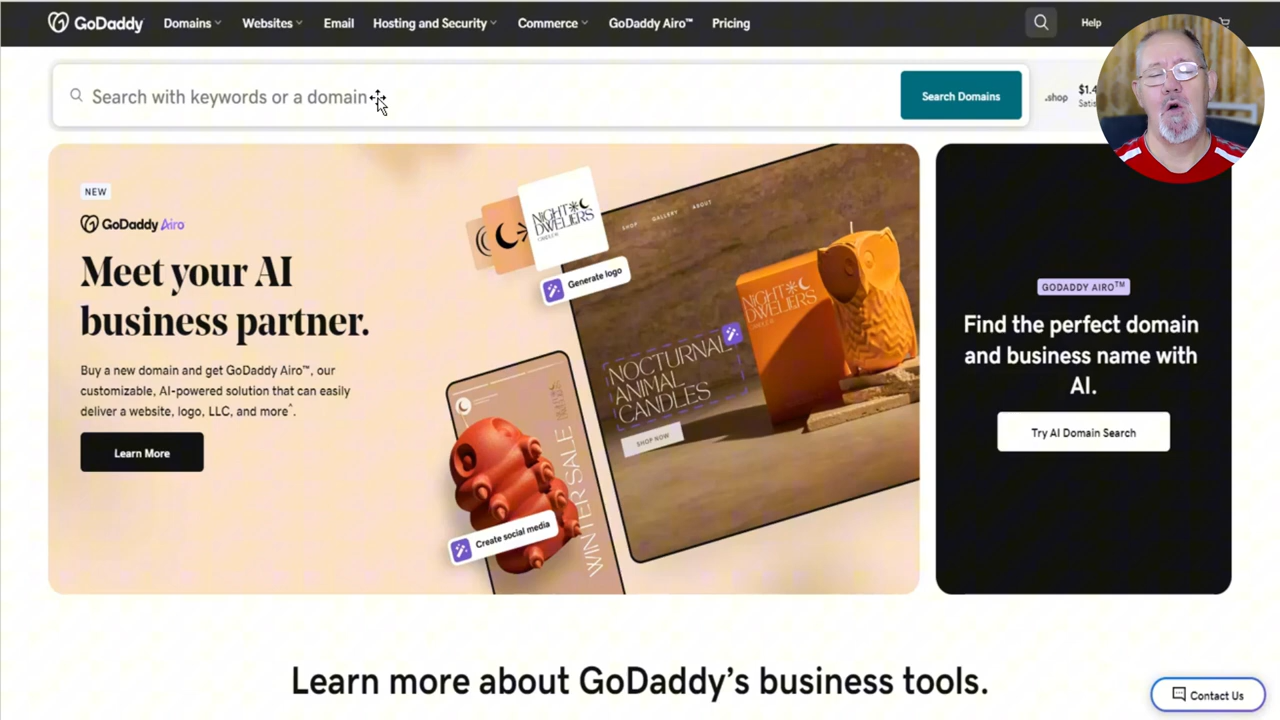 GoDaddy
Domains
Websites
Email
Hosting and Security
Commerce
GoDaddy Airo™
Pricing
Help
Search with keywords or a domain
Search Domains
.shop
$1.4
Satis
NEW
GoDaddy Airo
Meet your AI
business partner.
Buy a new domain and get GoDaddy Airo™, our
customizable, AI-powered solution that can easily
deliver a website, logo, LLC, and more^.
Learn More
NIGHT
DWELLERS
CANDLE
Generate logo
SHOP
GALLERY
ABOUT
NIGHT
DWELLERS
NOCTURNAL
ANIMAL
CANDLES
SHOP NOW
WINTER SALE
Create social media
GODADDY AIRO™
Find the perfect domain
and business name with
AI.
Try AI Domain Search
Learn more about GoDaddy's business tools.
Contact Us